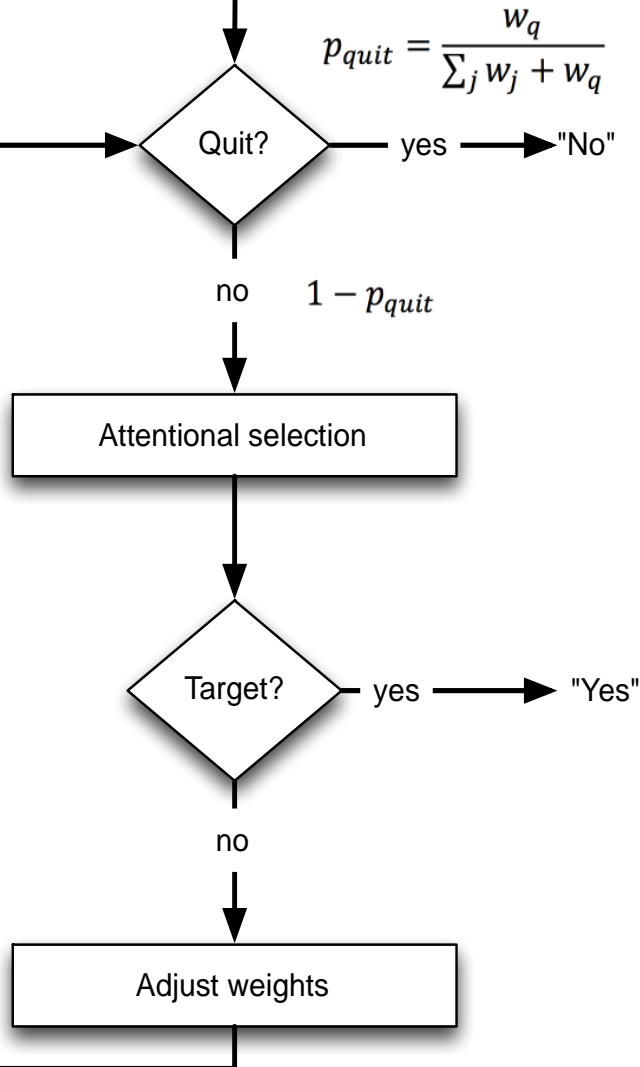 p_quit = w_q / (∑_j w_j + w_q)
Quit? yes "No"
no 1 − p_quit
Attentional selection
Target? yes "Yes"
no
Adjust weights